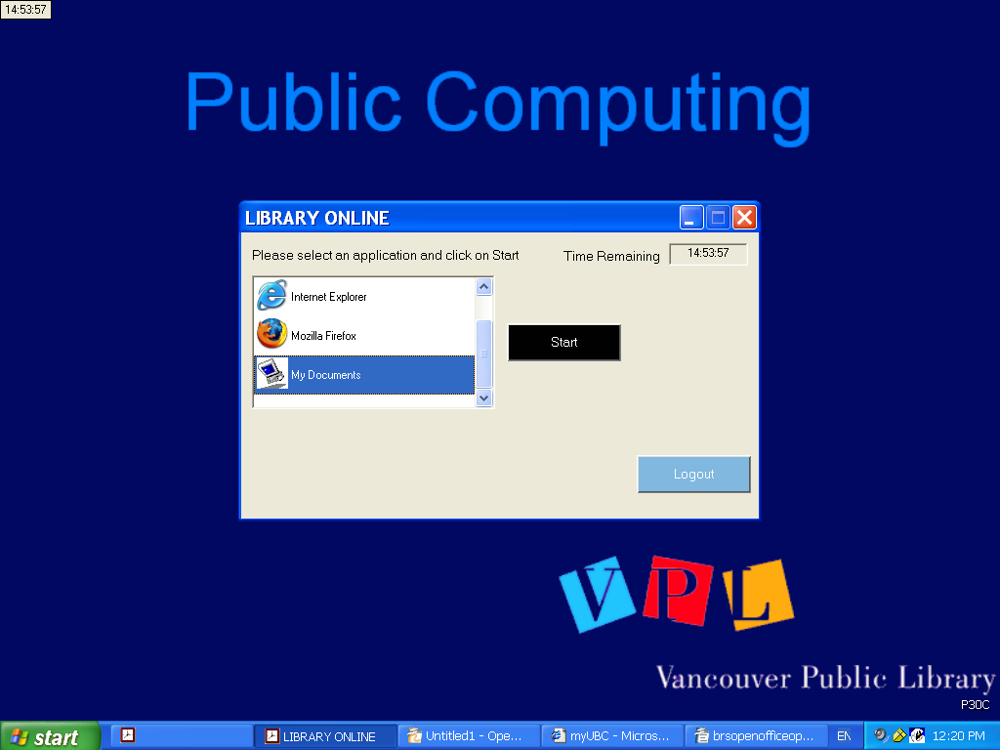 14:53:57
Public Computing
LIBRARY ONLINE
Please select an application and click on Start
Time Remaining
14:53:57
Internet Explorer
Mozilla Firefox
My Documents
Start
Logout
VPL
Vancouver Public Library
P30C
start
LIBRARY ONLINE
Untitled1 - Ope...
myUBC - Micros...
brsopenofficeop...
EN
12:20 PM